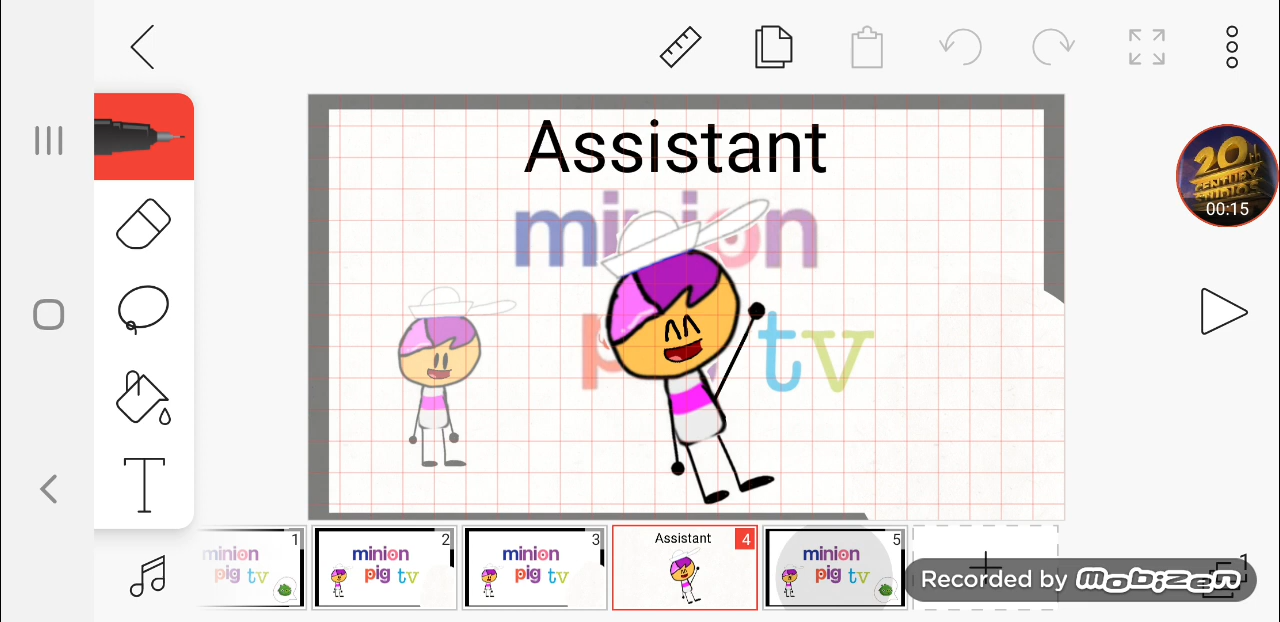 Assistant
minion
pig tv
20th
CENTURY
STUDIOS
00:15
T
1
minion
pig tv
2
minion
pig tv
3
minion
pig tv
Assistant
4
5
minion
pig tv
1
Recorded by mobizen